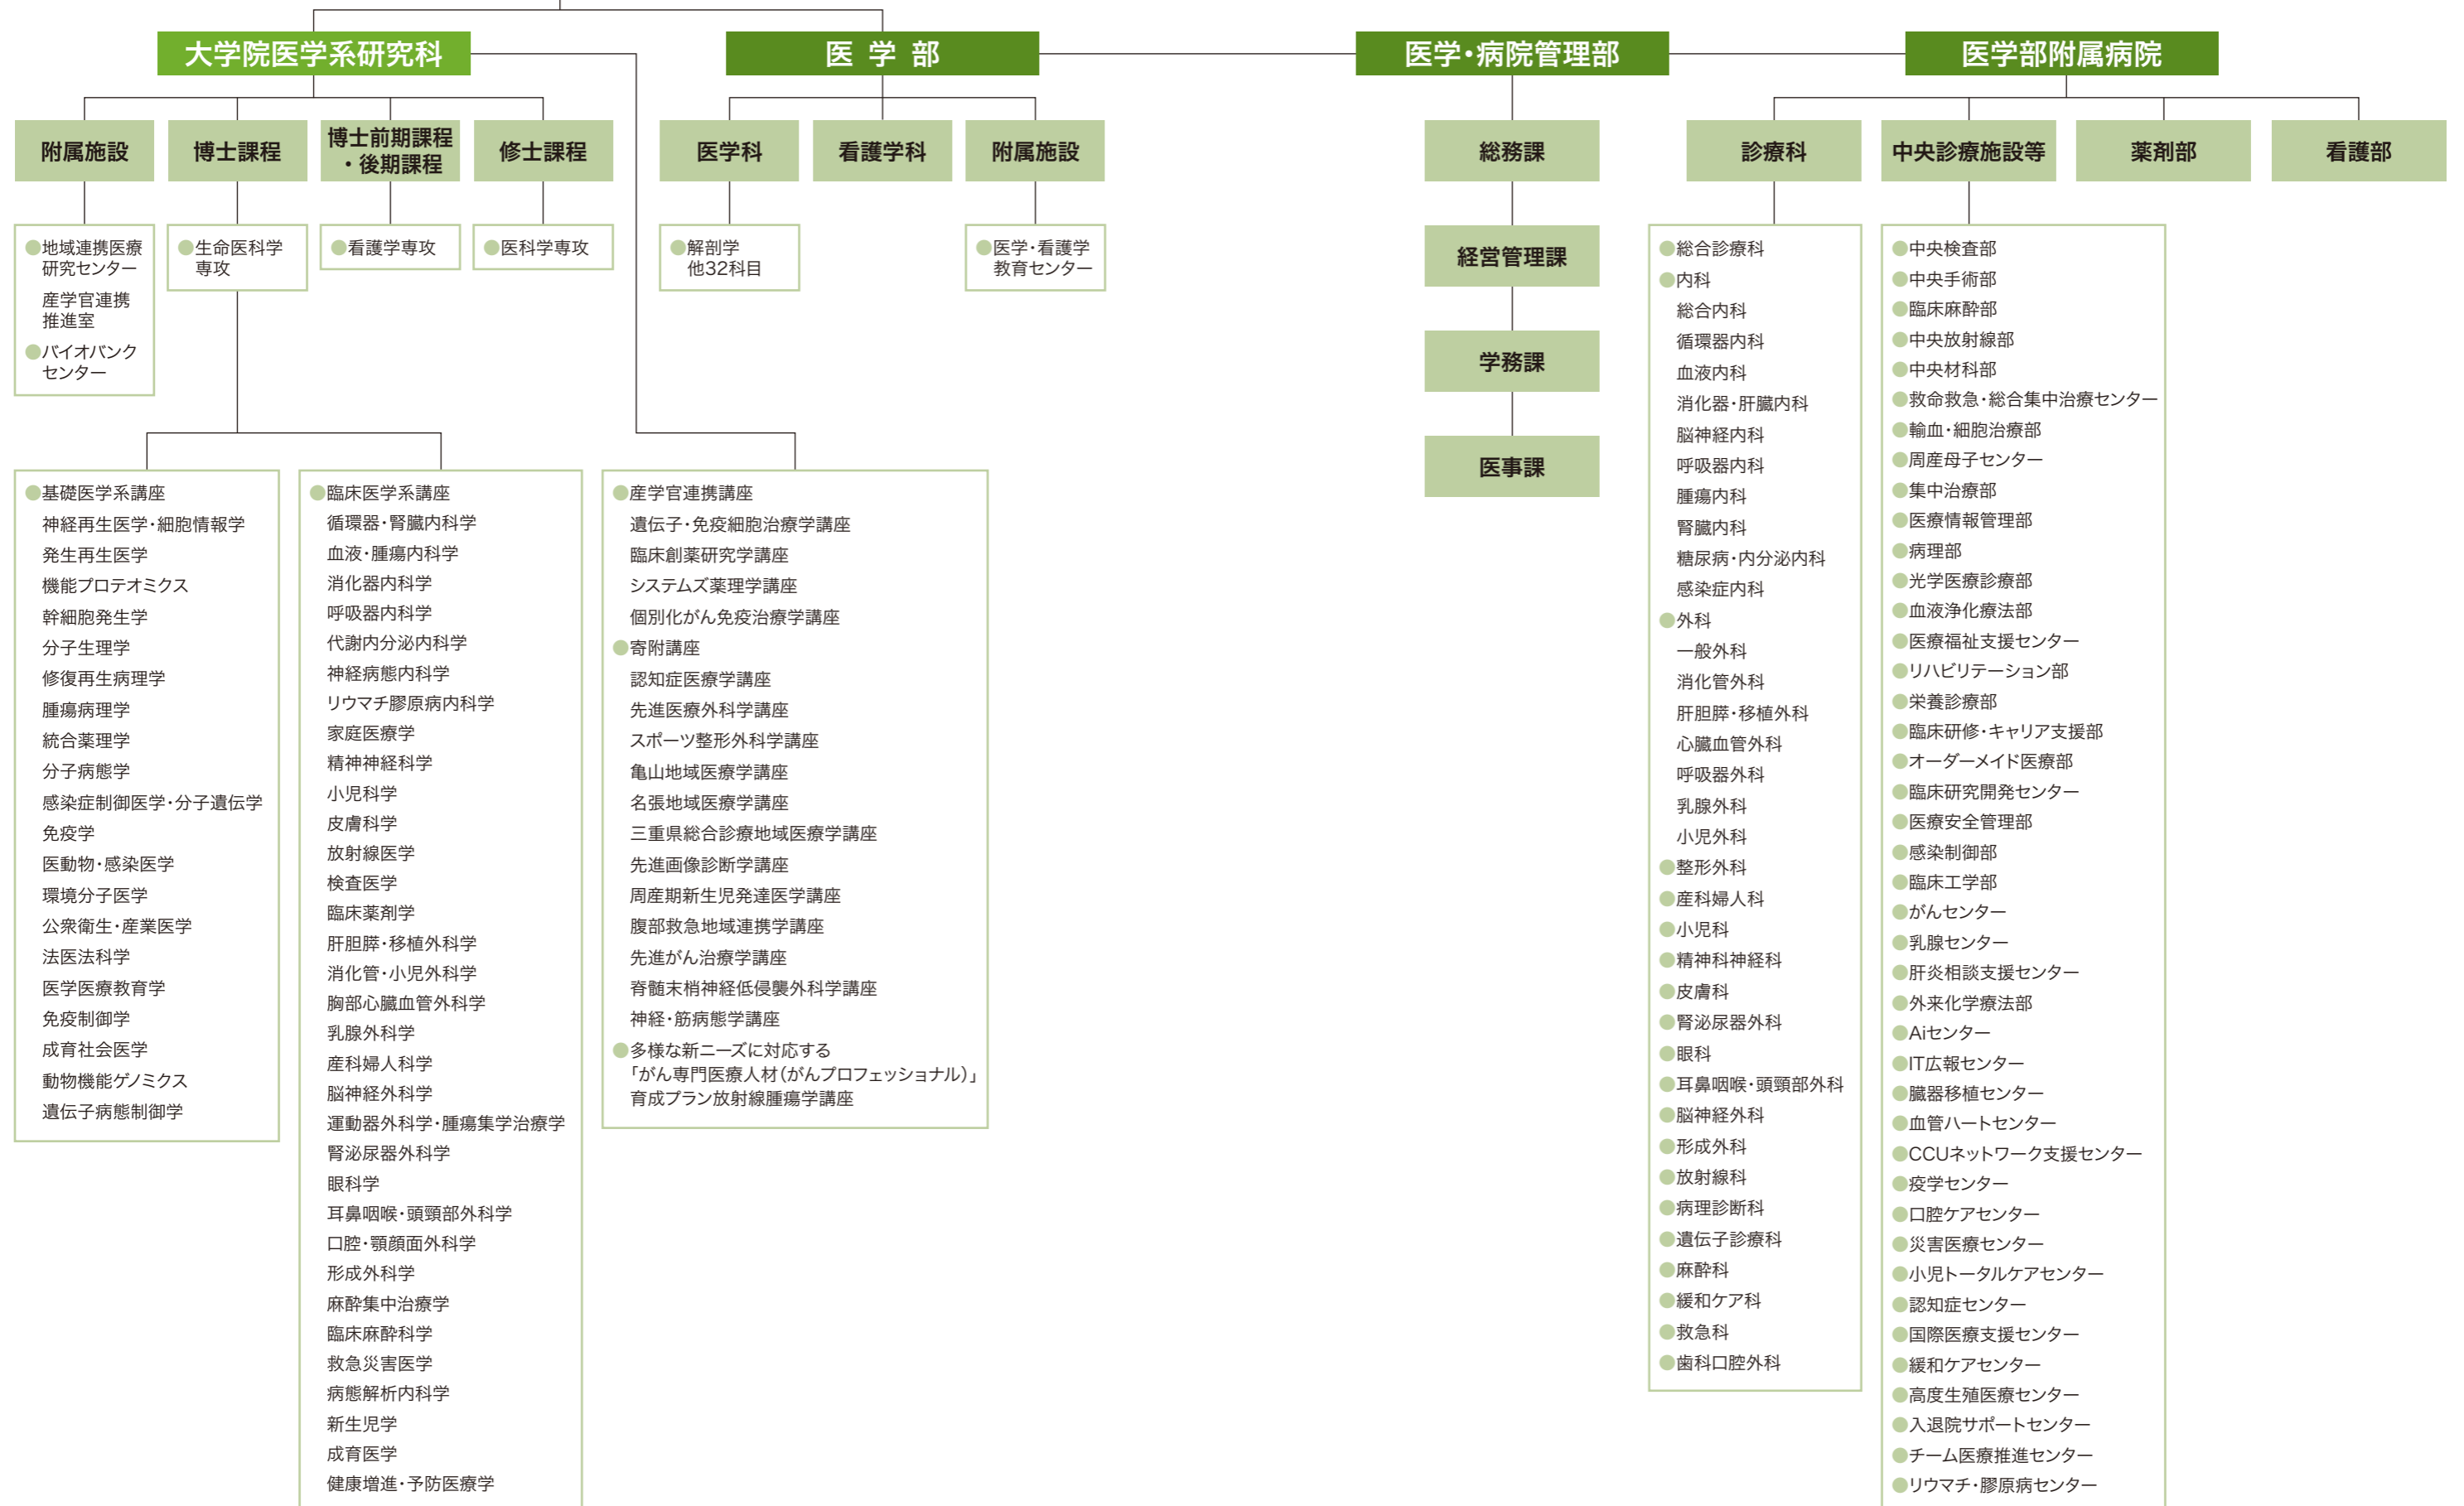 大学院医学系研究科
医学部
医学・病院管理部
医学部附属病院
附属施設
博士課程
博士前期課程
・後期課程
修士課程
医学科
看護学科
附属施設
総務課
診療科
中央診療施設等
薬剤部
看護部
●地域連携医療
研究センター
産学官連携
推進室
●バイオバンク
センター
●生命医科学
専攻
●看護学専攻
●医科学専攻
●解剖学
他32科目
●医学・看護学
教育センター
経営管理課
学務課
医事課
●基礎医学系講座
神経再生医学・細胞情報学
発生再生医学
機能プロテオミクス
幹細胞発生学
分子生理学
修復再生病理学
腫瘍病理学
統合薬理学
分子病態学
感染症制御医学・分子遺伝学
免疫学
医動物・感染医学
環境分子医学
公衆衛生・産業医学
法医法科学
医学医療教育学
免疫制御学
成育社会医学
動物機能ゲノミクス
遺伝子病態制御学
●臨床医学系講座
循環器・腎臓内科学
血液・腫瘍内科学
消化器内科学
呼吸器内科学
代謝内分泌内科学
神経病態内科学
リウマチ膠原病内科学
家庭医療学
精神神経科学
小児科学
皮膚科学
放射線医学
検査医学
臨床薬剤学
肝胆膵・移植外科学
消化管・小児外科学
胸部心臓血管外科学
乳腺外科学
産科婦人科学
脳神経外科学
運動器外科学・腫瘍集学治療学
腎泌尿器外科学
眼科学
耳鼻咽喉・頭頸部外科学
口腔・顎顔面外科学
形成外科学
麻酔集中治療学
臨床麻酔科学
救急災害医学
病態解析内科学
新生児学
成育医学
健康増進・予防医療学
●産学官連携講座
遺伝子・免疫細胞治療学講座
臨床創薬研究学講座
システムズ薬理学講座
個別化がん免疫治療学講座
●寄附講座
認知症医療学講座
先進医療外科学講座
スポーツ整形外科学講座
亀山地域医療学講座
名張地域医療学講座
三重県総合診療地域医療学講座
先進画像診断学講座
周産期新生児発達医学講座
腹部救急地域連携学講座
先進がん治療学講座
脊髄末梢神経低侵襲外科学講座
神経・筋病態学講座
●多様な新ニーズに対応する
「がん専門医療人材（がんプロフェッショナル）」
育成プラン放射線腫瘍学講座
●総合診療科
●内科
総合内科
循環器内科
血液内科
消化器・肝臓内科
脳神経内科
呼吸器内科
腫瘍内科
腎臓内科
糖尿病・内分泌内科
感染症内科
●外科
一般外科
消化管外科
肝胆膵・移植外科
心臓血管外科
呼吸器外科
乳腺外科
小児外科
●整形外科
●産科婦人科
●小児科
●精神科神経科
●皮膚科
●腎泌尿器外科
●眼科
●耳鼻咽喉・頭頸部外科
●脳神経外科
●形成外科
●放射線科
●病理診断科
●遺伝子診療科
●麻酔科
●緩和ケア科
●救急科
●歯科口腔外科
●中央検査部
●中央手術部
●臨床麻酔部
●中央放射線部
●中央材料部
●救命救急・総合集中治療センター
●輸血・細胞治療部
●周産母子センター
●集中治療部
●医療情報管理部
●病理部
●光学医療診療部
●血液浄化療法部
●医療福祉支援センター
●リハビリテーション部
●栄養診療部
●臨床研修・キャリア支援部
●オーダーメイド医療部
●臨床研究開発センター
●医療安全管理部
●感染制御部
●臨床工学部
●がんセンター
●乳腺センター
●肝炎相談支援センター
●外来化学療法部
●Aiセンター
●IT広報センター
●臓器移植センター
●血管ハートセンター
●CCUネットワーク支援センター
●疫学センター
●口腔ケアセンター
●災害医療センター
●小児トータルケアセンター
●認知症センター
●国際医療支援センター
●緩和ケアセンター
●高度生殖医療センター
●入退院サポートセンター
●チーム医療推進センター
●リウマチ・膠原病センター